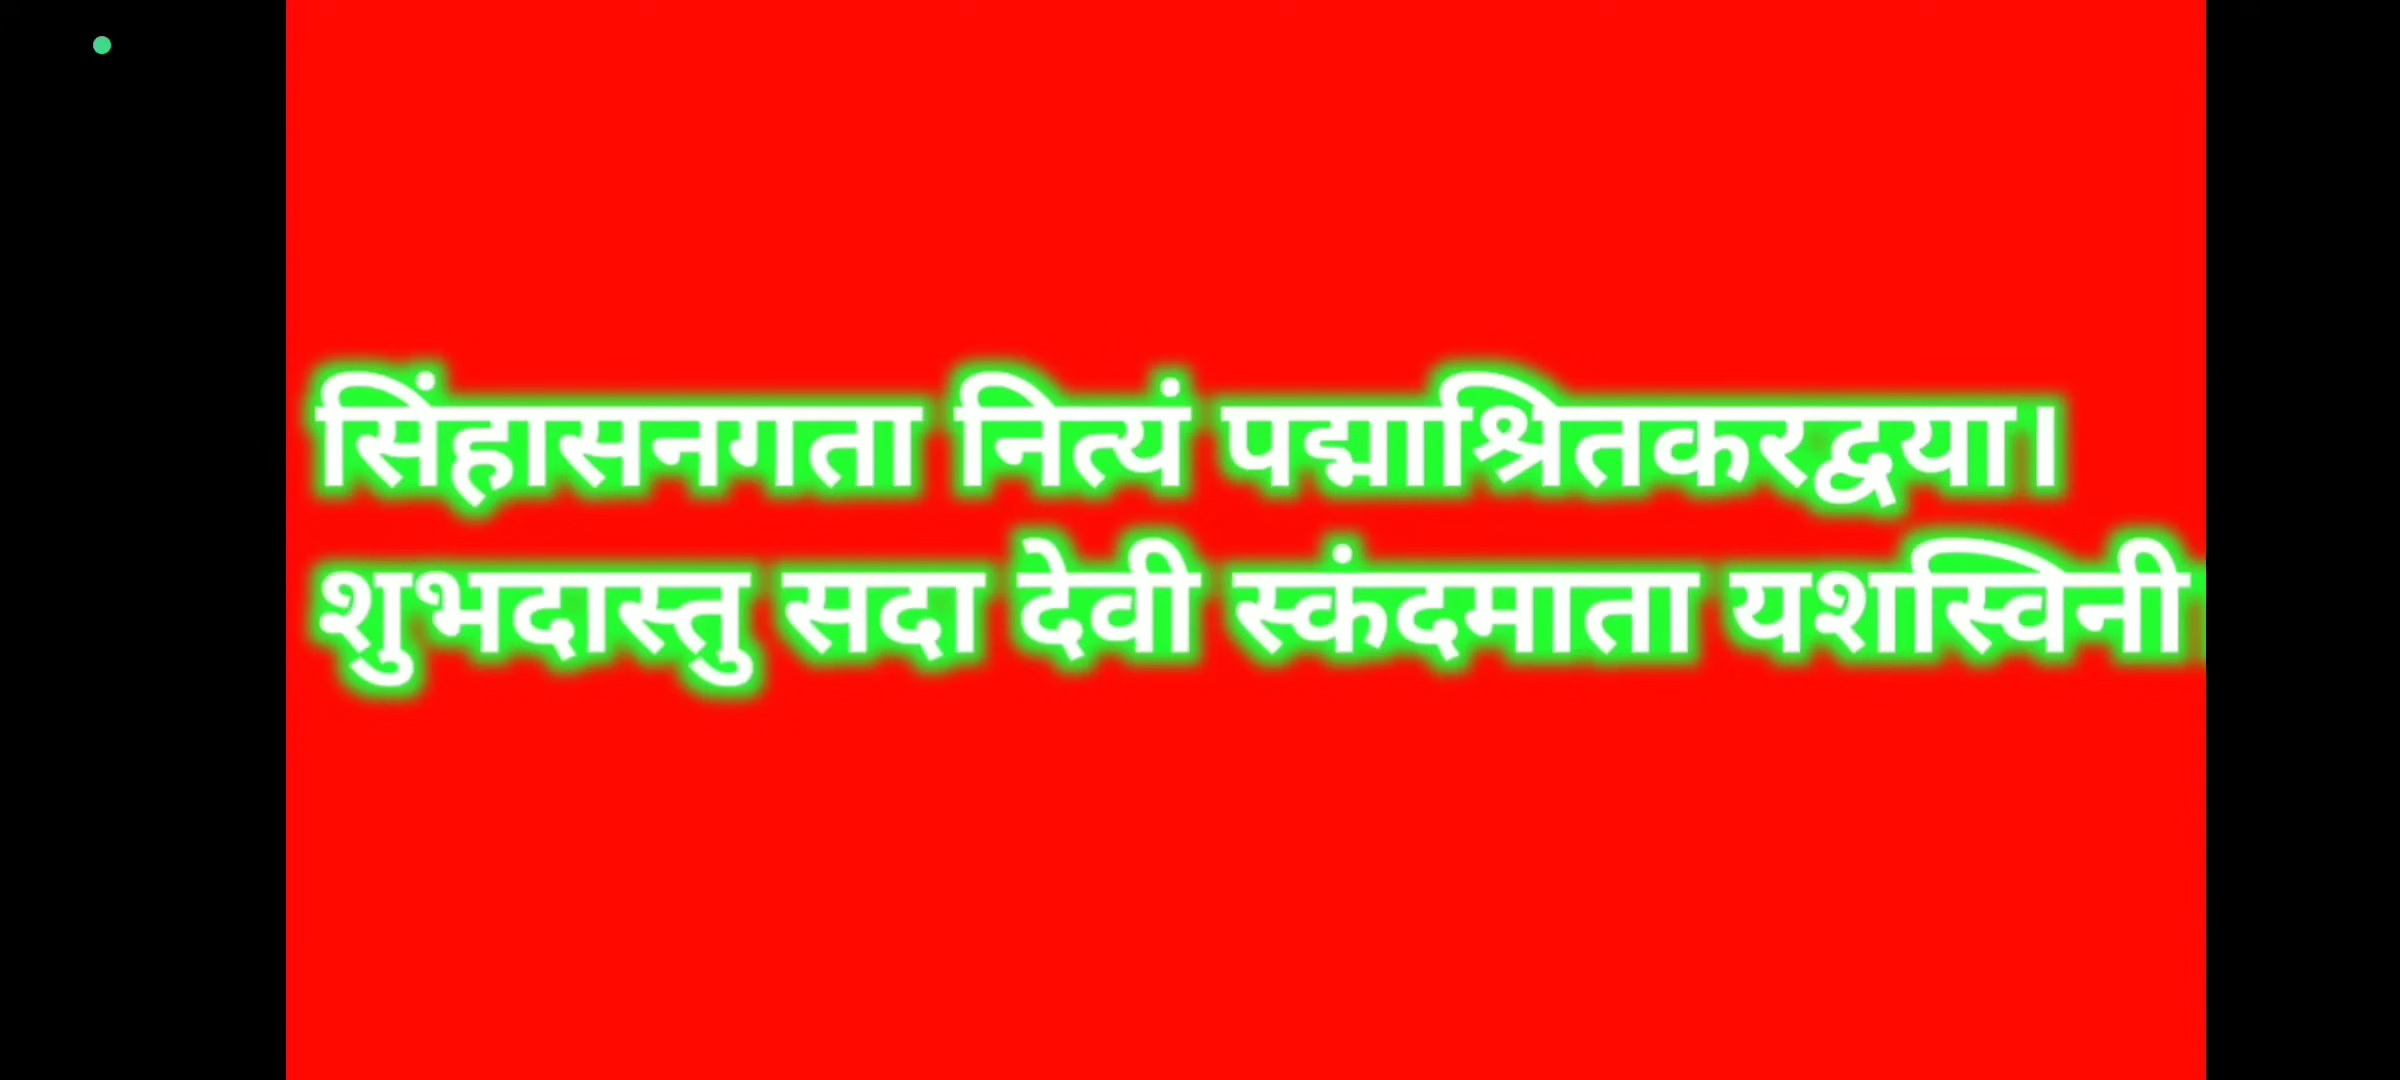 सिंहासनगता नित्यं पद्माश्रितकरद्वया।
शुभदास्तु सदा देवी स्कंदमाता यशस्विनी